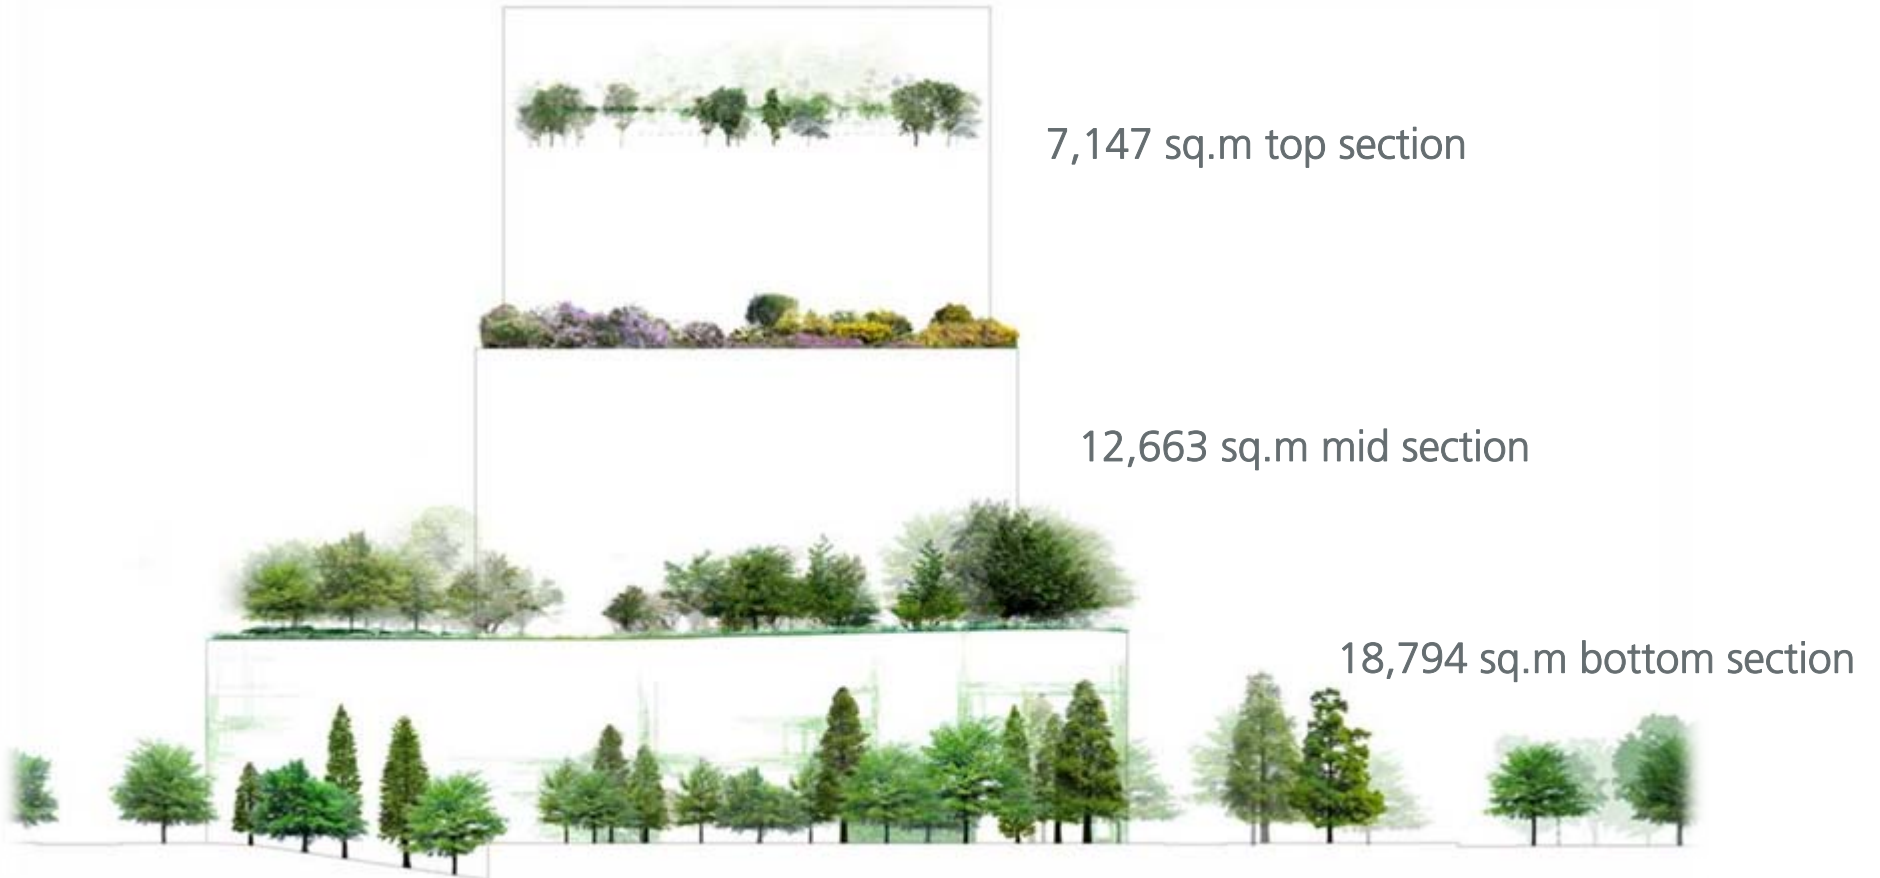 7,147 sq.m top section
12,663 sq.m mid section
18,794 sq.m bottom section